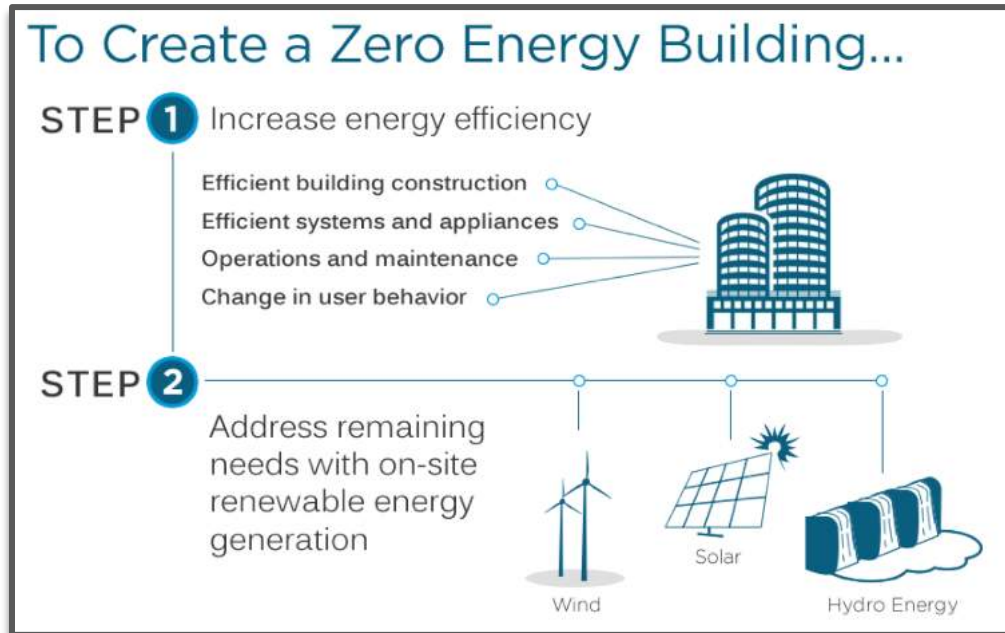 To Create a Zero Energy Building...
STEP 1 Increase energy efficiency
Efficient building construction
Efficient systems and appliances
Operations and maintenance
Change in user behavior
STEP 2
Address remaining
needs with on-site
renewable energy
generation
Wind
Solar
Hydro Energy